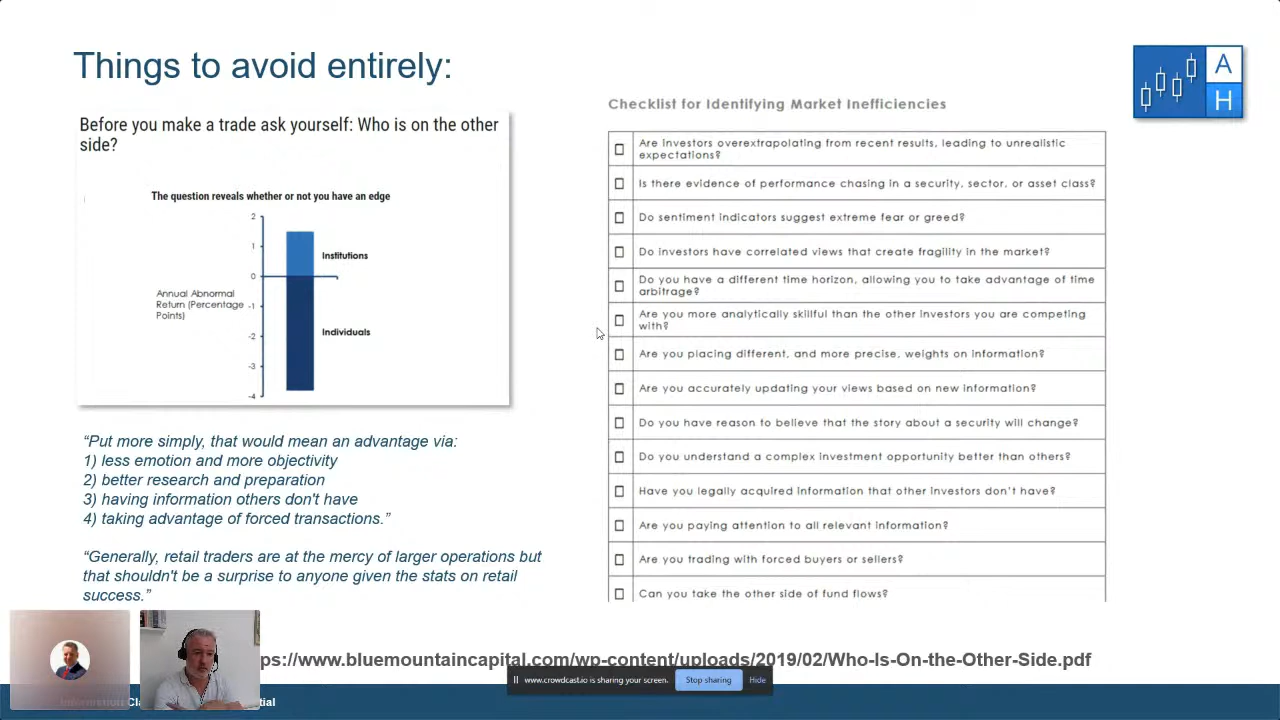 Things to avoid entirely:
A
H
Before you make a trade ask yourself: Who is on the other
side?
The question reveals whether or not you have an edge
2
1
0
-1
-2
-3
-4
Annual Abnormal
Return (Percentage
Points)
Institutions
Individuals
“Put more simply, that would mean an advantage via:
1) less emotion and more objectivity
2) better research and preparation
3) having information others don't have
4) taking advantage of forced transactions.”
“Generally, retail traders are at the mercy of larger operations but
that shouldn't be a surprise to anyone given the stats on retail
success.”
Checklist for Identifying Market Inefficiencies
Are investors overextrapolating from recent results, leading to unrealistic
expectations?
Is there evidence of performance chasing in a security, sector, or asset class?
Do sentiment indicators suggest extreme fear or greed?
Do investors have correlated views that create fragility in the market?
Do you have a different time horizon, allowing you to take advantage of time
arbitrage?
Are you more analytically skillful than the other investors you are competing
with?
Are you placing different, and more precise, weights on information?
Are you accurately updating your views based on new information?
Do you have reason to believe that the story about a security will change?
Do you understand a complex investment opportunity better than others?
Have you legally acquired information that other investors don't have?
Are you paying attention to all relevant information?
Are you trading with forced buyers or sellers?
Can you take the other side of fund flows?
ps://www.bluemountaincapital.com/wp-content/uploads/2019/02/Who-Is-On-the-Other-Side.pdf
www.crowdcast.io is sharing your screen.
Stop sharing
Hide